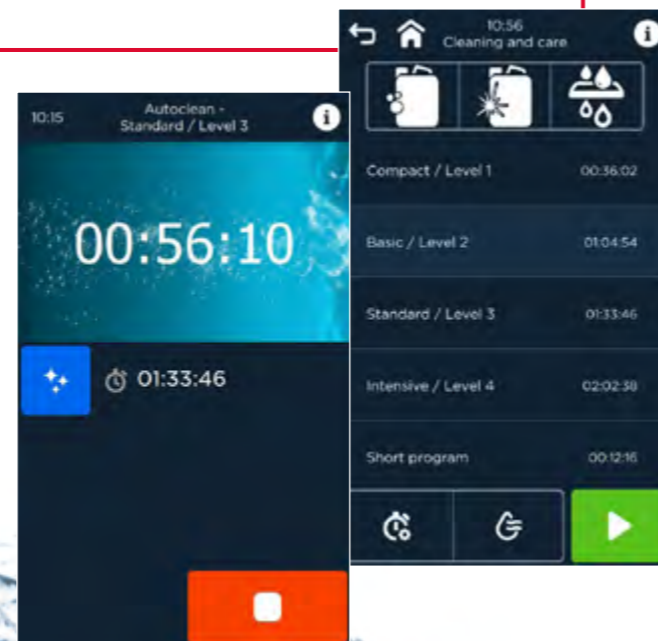 10:15
Autoclean -
Standard / Level 3
i
00:56:10
01:33:46
10:56
Cleaning and care
i
Compact / Level 1 00:36:02
Basic / Level 2 01:04:54
Standard / Level 3 01:33:46
Intensive / Level 4 02:02:38
Short program 00:12:16